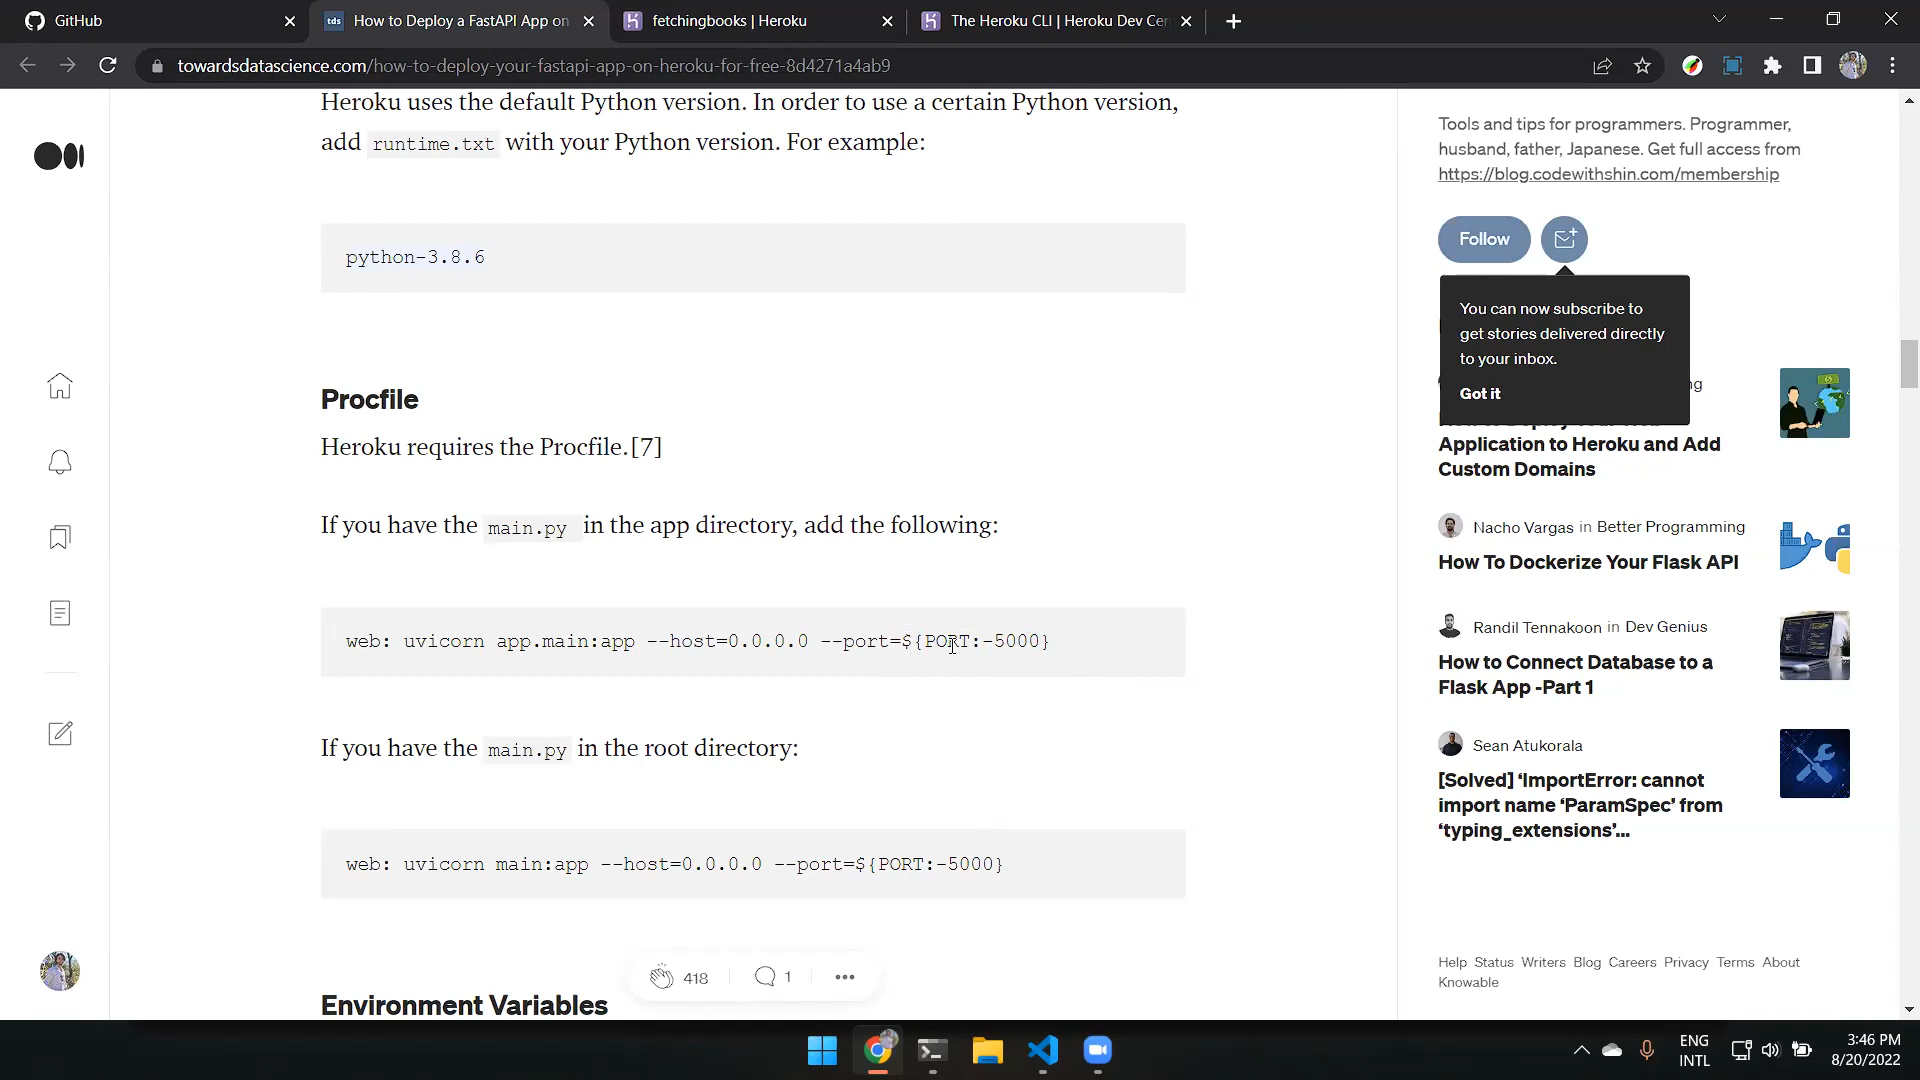 GitHub
tds How to Deploy a FastAPI App on
fetchingbooks | Heroku
The Heroku CLI | Heroku Dev Cen
towardsdatascience.com/how-to-deploy-your-fastapi-app-on-heroku-for-free-8d4271a4ab9
Heroku uses the default Python version. In order to use a certain Python version,
add runtime.txt with your Python version. For example:
python-3.8.6
Procfile
Heroku requires the Procfile.[7]
If you have the main.py in the app directory, add the following:
web: uvicorn app.main:app --host=0.0.0.0 --port=${PORT:-5000}
If you have the main.py in the root directory:
web: uvicorn main:app --host=0.0.0.0 --port=${PORT:-5000}
418
1
Environment Variables
Tools and tips for programmers. Programmer,
husband, father, Japanese. Get full access from
https://blog.codewithshin.com/membership
Follow
You can now subscribe to
get stories delivered directly
to your inbox.
Got it
ng
Application to Heroku and Add
Custom Domains
Nacho Vargas in Better Programming
How To Dockerize Your Flask API
Randil Tennakoon in Dev Genius
How to Connect Database to a
Flask App -Part 1
Sean Atukorala
[Solved] ‘ImportError: cannot
import name ‘ParamSpec’ from
‘typing_extensions’...
Help Status Writers Blog Careers Privacy Terms About
Knowable
ENG
INTL
3:46 PM
8/20/2022